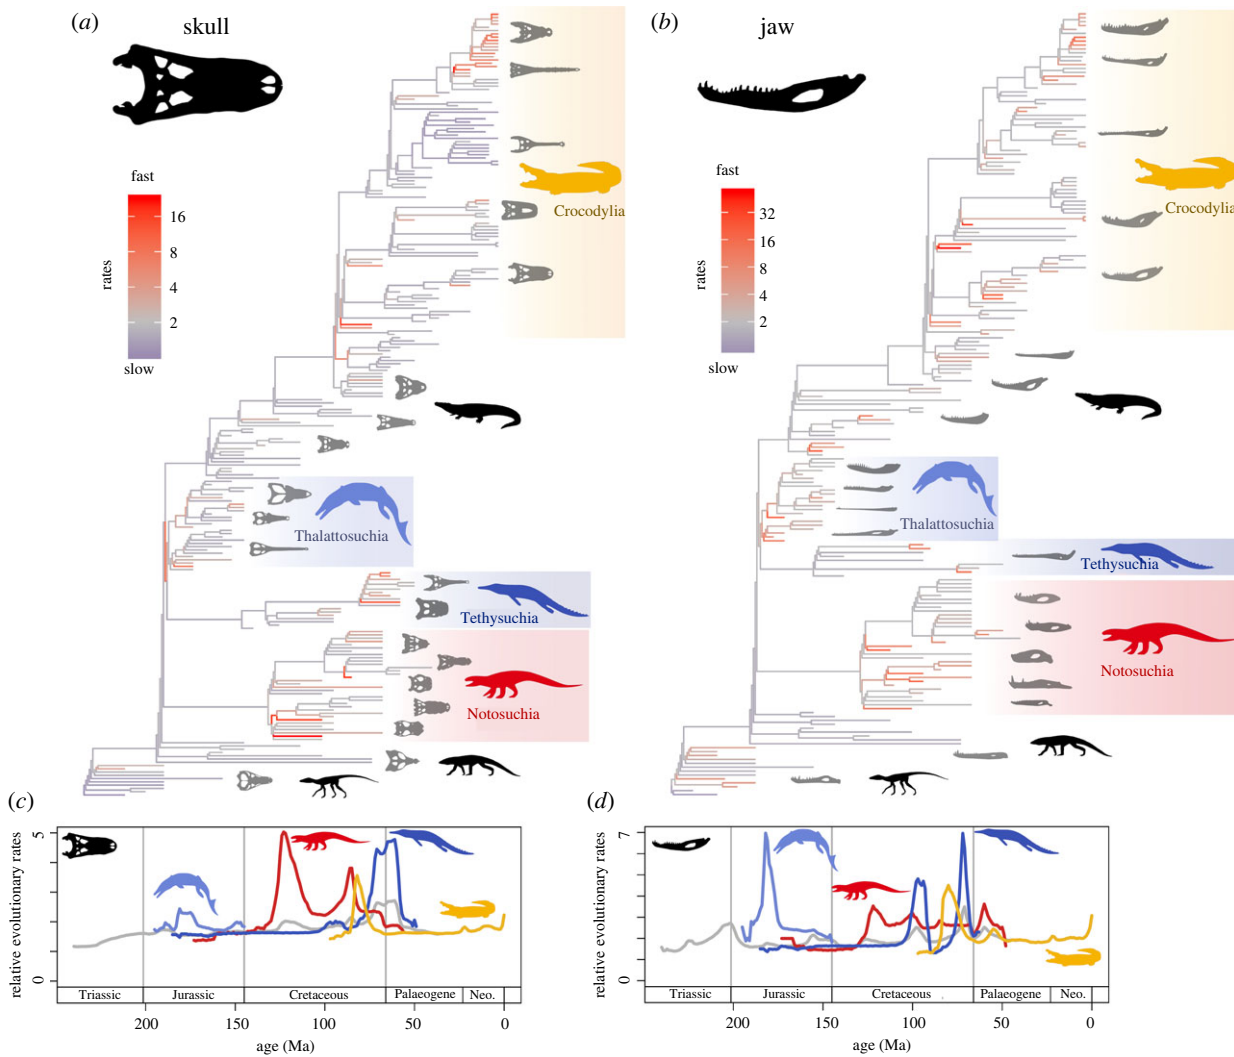 (a)
skull
fast
16
8
4
2
rates
slow
Crocodylia
Thalattosuchia
Tethysuchia
Notosuchia
(b)
jaw
fast
32
16
8
4
2
rates
slow
Crocodylia
Thalattosuchia
Tethysuchia
Notosuchia
(c)
relative evolutionary rates
5
0
Triassic
Jurassic
Cretaceous
Palaeogene
Neo.
200
150
100
50
0
age (Ma)
(d)
relative evolutionary rates
7
0
Triassic
Jurassic
Cretaceous
Palaeogene
Neo.
200
150
100
50
0
age (Ma)